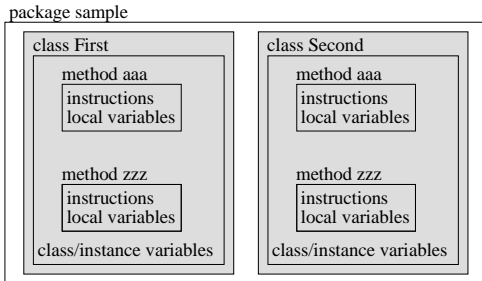 package sample
class First
method aaa
instructions
local variables
method zzz
instructions
local variables
class/instance variables
class Second
method aaa
instructions
local variables
method zzz
instructions
local variables
class/instance variables